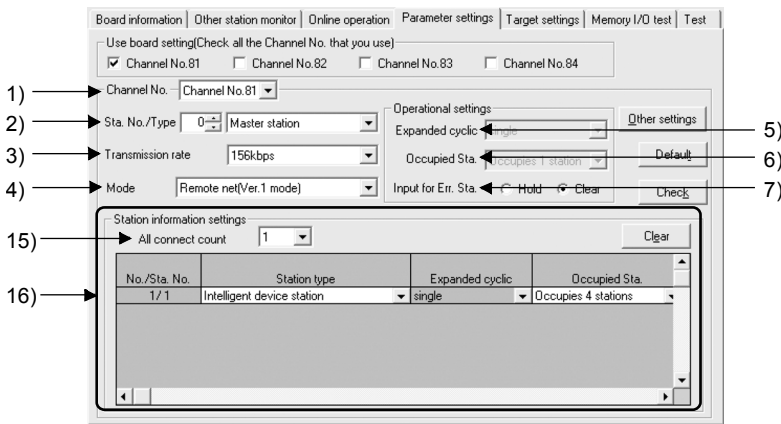 Board information Other station monitor Online operation Parameter settings Target settings Memory I/O test Test
Use board setting(Check all the Channel No. that you use)
Channel No.81 Channel No.82 Channel No.83 Channel No.84
1) Channel No. Channel No.81
2) Sta. No./Type 0 Master station
3) Transmission rate 156kbps
4) Mode Remote net(Ver.1 mode)
Operational settings
Expanded cyclic single 5)
Occupied Sta. Occupies 1 station 6)
Input for Err. Sta. Hold Clear 7)
Other settings
Default
Check
Station information settings
15) All connect count 1 Clear
No./Sta. No. Station type Expanded cyclic Occupied Sta.
16) 1/1 Intelligent device station single Occupies 4 stations